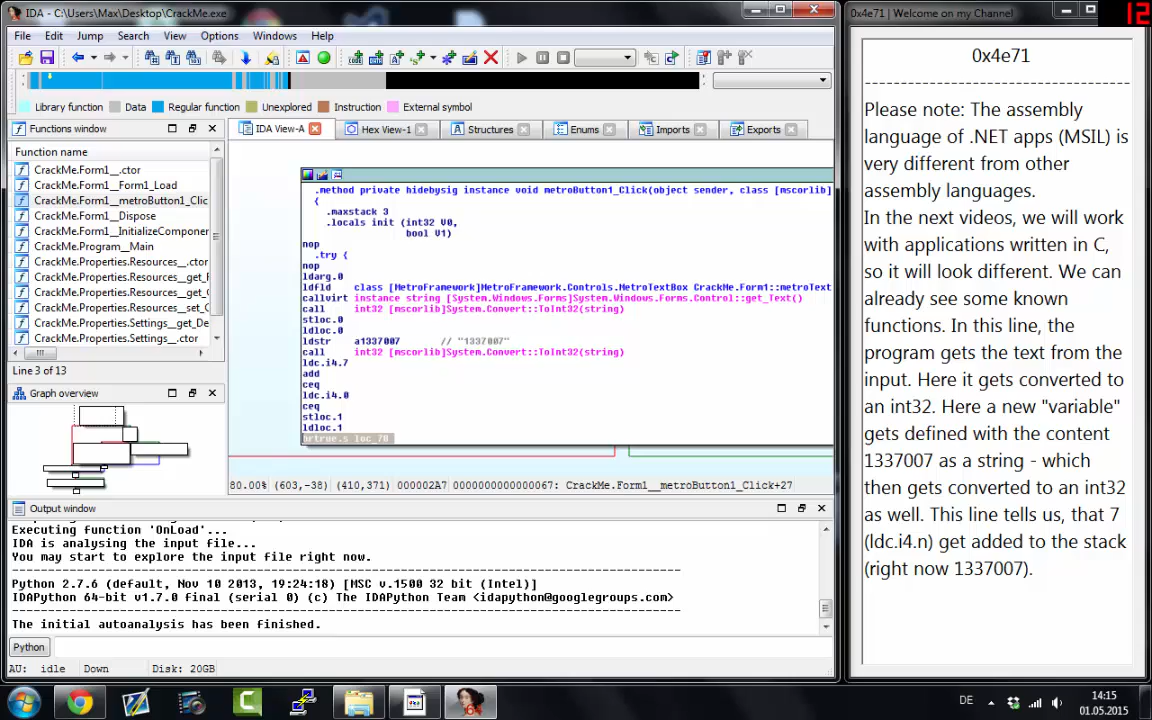 IDA - C:\Users\Max\Desktop\CrackMe.exe
File Edit Jump Search View Options Windows Help
Library function Data Regular function Unexplored Instruction External symbol
Functions window
IDA View-A Hex View-1 Structures Enums Imports Exports
Function name
CrackMe.Form1__.ctor
CrackMe.Form1__Form1_Load
CrackMe.Form1__metroButton1_Clic
CrackMe.Form1__Dispose
CrackMe.Form1__InitializeComponer
CrackMe.Program__Main
CrackMe.Properties.Resources__.ctor
CrackMe.Properties.Resources__get_F
CrackMe.Properties.Resources__get_
CrackMe.Properties.Resources__set_C
CrackMe.Properties.Settings__get_De
CrackMe.Properties.Settings__.ctor
Line 3 of 13
Graph overview
.method private hidebysig instance void metroButton1_Click(object sender, class [mscorlib]
{
.maxstack 3
.locals init (int32 V0,
bool V1)
nop
.try {
nop
ldarg.0
ldfld class [MetroFramework]MetroFramework.Controls.MetroTextBox CrackMe.Form1::metroText
callvirt instance string [System.Windows.Forms]System.Windows.Forms.Control::get_Text()
call int32 [mscorlib]System.Convert::ToInt32(string)
stloc.0
ldloc.0
ldstr a1337007 // "1337007"
call int32 [mscorlib]System.Convert::ToInt32(string)
ldc.i4.7
add
ceq
ldc.i4.0
ceq
stloc.1
ldloc.1
brtrue.s loc_70
80.00% (603,-38) (410,371) 000002A7 0000000000000067: CrackMe.Form1__metroButton1_Click+27
Output window
Executing function 'OnLoad'...
IDA is analysing the input file...
You may start to explore the input file right now.
Python 2.7.6 (default, Nov 10 2013, 19:24:18) [MSC v.1500 32 bit (Intel)]
IDAPython 64-bit v1.7.0 final (serial 0) (c) The IDAPython Team <idapython@googlegroups.com>
The initial autoanalysis has been finished.
Python
AU: idle Down Disk: 20GB
0x4e71 | Welcome on my Channel
12
0x4e71
Please note: The assembly
language of .NET apps (MSIL) is
very different from other
assembly languages.
In the next videos, we will work
with applications written in C,
so it will look different. We can
already see some known
functions. In this line, the
program gets the text from the
input. Here it gets converted to
an int32. Here a new "variable"
gets defined with the content
1337007 as a string - which
then gets converted to an int32
as well. This line tells us, that 7
(ldc.i4.n) get added to the stack
(right now 1337007).
DE
14:15
01.05.2015